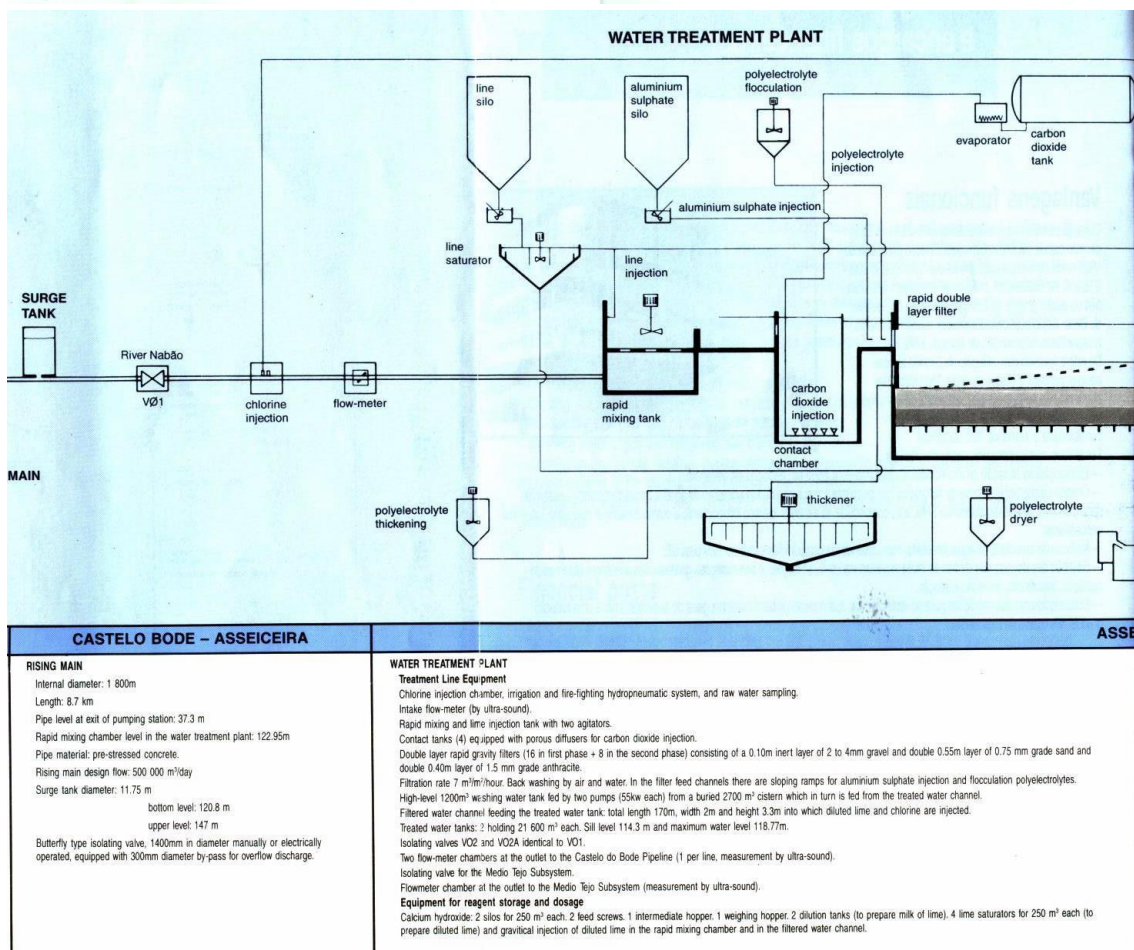 WATER TREATMENT PLANT
line
silo
aluminium
sulphate
silo
polyelectrolyte
flocculation
evaporator
carbon
dioxide
tank
polyelectrolyte
injection
aluminium sulphate injection
line
saturator
line
injection
rapid double
layer filter
SURGE
TANK
River Nabão
VØ1
chlorine
injection
flow-meter
rapid
mixing tank
carbon
dioxide
injection
contact
chamber
MAIN
polyelectrolyte
thickening
thickener
polyelectrolyte
dryer
Vantagens funcionais
CASTELO BODE – ASSEICEIRA
RISING MAIN
Internal diameter: 1 800m
Length: 8.7 km
Pipe level at exit of pumping station: 37.3 m
Rapid mixing chamber level in the water treatment plant: 122.95m
Pipe material: pre-stressed concrete.
Rising main design flow: 500 000 m³/day
Surge tank diameter: 11.75 m
bottom level: 120.8 m
upper level: 147 m
Butterfly type isolating valve, 1400mm in diameter manually or electrically
operated, equipped with 300mm diameter by-pass for overflow discharge.
ASSE
WATER TREATMENT PLANT
Treatment Line Equipment
Chlorine injection chamber, irrigation and fire-fighting hydropneumatic system, and raw water sampling.
Intake flow-meter (by ultra-sound).
Rapid mixing and lime injection tank with two agitators.
Contact tanks (4) equipped with porous diffusers for carbon dioxide injection.
Double layer rapid gravity filters (16 in first phase + 8 in the second phase) consisting of a 0.10m inert layer of 2 to 4mm gravel and double 0.55m layer of 0.75 mm grade sand and
double 0.40m layer of 1.5 mm grade anthracite.
Filtration rate 7 m³/m²/hour. Back washing by air and water. In the filter feed channels there are sloping ramps for aluminium sulphate injection and flocculation polyelectrolytes.
High-level 1200m³ washing water tank fed by two pumps (55kw each) from a buried 2700 m³ cistern which in turn is fed from the treated water channel.
Filtered water channel feeding the treated water tank: total length 170m, width 2m and height 3.3m into which diluted lime and chlorine are injected.
Treated water tanks: 2 holding 21 600 m³ each. Sill level 114.3 m and maximum water level 118.77m.
Isolating valves VO2 and VO2A identical to VO1.
Two flow-meter chambers at the outlet to the Castelo do Bode Pipeline (1 per line, measurement by ultra-sound).
Isolating valve for the Medio Tejo Subsystem.
Flowmeter chamber at the outlet to the Medio Tejo Subsystem (measurement by ultra-sound).
Equipment for reagent storage and dosage
Calcium hydroxide: 2 silos for 250 m³ each. 2 feed screws. 1 intermediate hopper. 1 weighing hopper. 2 dilution tanks (to prepare milk of lime). 4 lime saturators for 250 m³ each (to
prepare diluted lime) and gravitical injection of diluted lime in the rapid mixing chamber and in the filtered water channel.